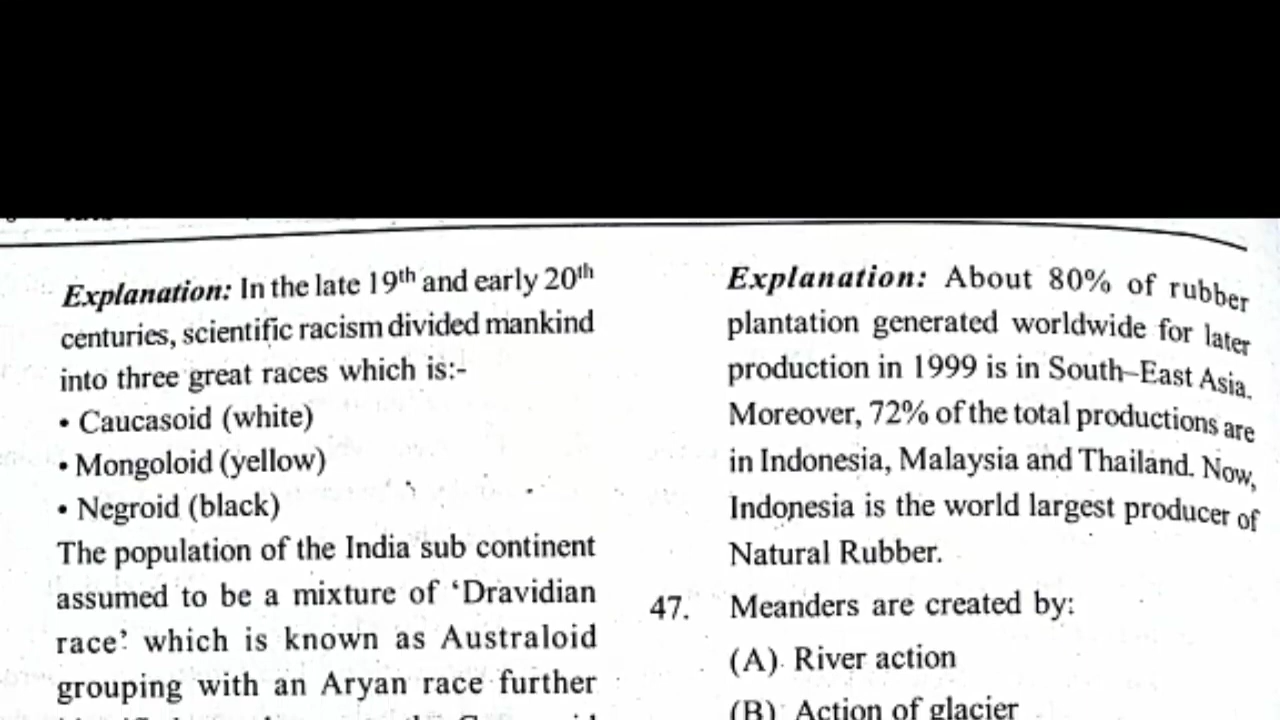 Explanation: In the late 19th and early 20th
centuries, scientific racism divided mankind
into three great races which is:-
• Caucasoid (white)
• Mongoloid (yellow)
• Negroid (black)
The population of the India sub continent
assumed to be a mixture of ‘Dravidian
race’ which is known as Australoid
grouping with an Aryan race further
Explanation: About 80% of rubber
plantation generated worldwide for later
production in 1999 is in South–East Asia.
Moreover, 72% of the total productions are
in Indonesia, Malaysia and Thailand. Now,
Indonesia is the world largest producer of
Natural Rubber.
47. Meanders are created by:
(A) River action
(B) Action of glacier